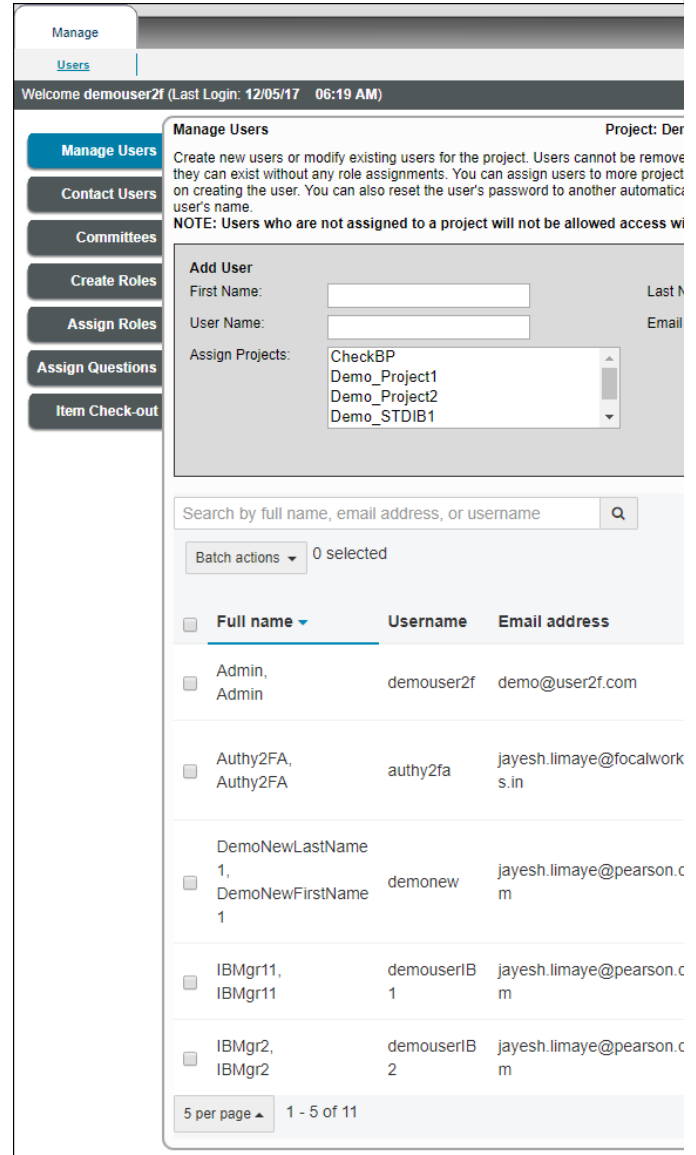 Manage
Users
Welcome demouser2f (Last Login: 12/05/17 06:19 AM)
Manage Users
Contact Users
Committees
Create Roles
Assign Roles
Assign Questions
Item Check-out
Manage Users Project:
Create new users or modify existing users for the project. Users cannot be
they can exist without any role assignments. You can assign users to more
on creating the user. You can also reset the user's password to another
user's name.
NOTE: Users who are not assigned to a project will not be allowed access
Add User
First Name: Last
User Name: Email
Assign Projects:
CheckBP
Demo_Project1
Demo_Project2
Demo_STDIB1
Search by full name, email address, or username
Batch actions 0 selected
Full name Username Email address
Admin,
Admin
demouser2f demo@user2f.com
Authy2FA,
Authy2FA
authy2fa
jayesh.limaye@focalwork
s.in
DemoNewLastName
1,
DemoNewFirstName
1
demonew
jayesh.limaye@pearson.c
m
IBMgr11,
IBMgr11
demouserIB
1
jayesh.limaye@pearson.c
m
IBMgr2,
IBMgr2
demouserIB
2
jayesh.limaye@pearson.c
m
5 per page 1 - 5 of 11